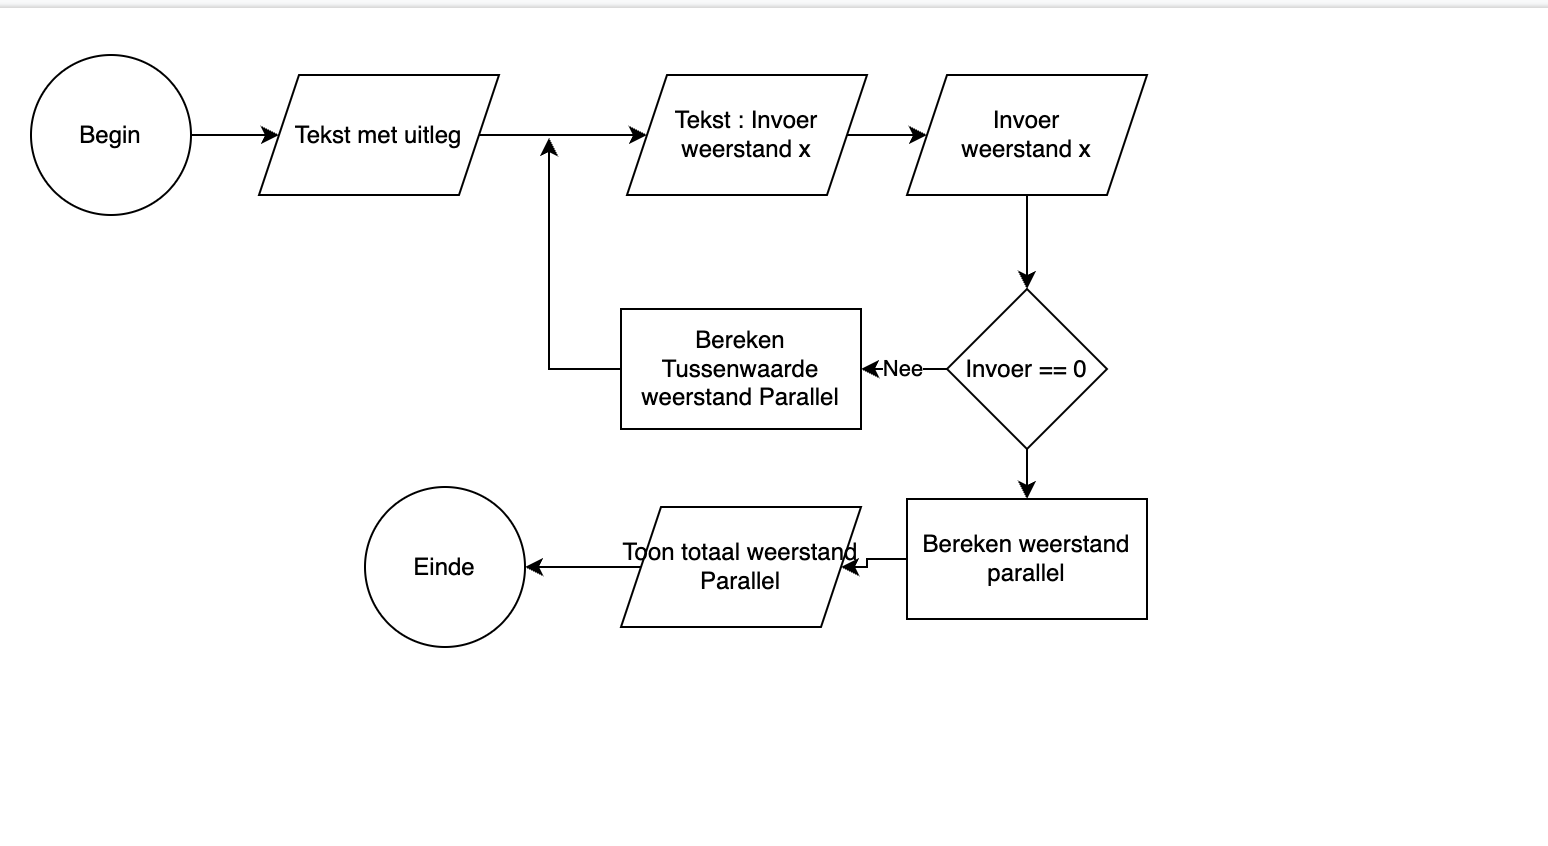 Begin
Tekst met uitleg
Tekst : Invoer
weerstand x
Invoer
weerstand x
Invoer == 0
Nee
Bereken
Tussenwaarde
weerstand Parallel
Bereken weerstand
parallel
Toon totaal weerstand
Parallel
Einde